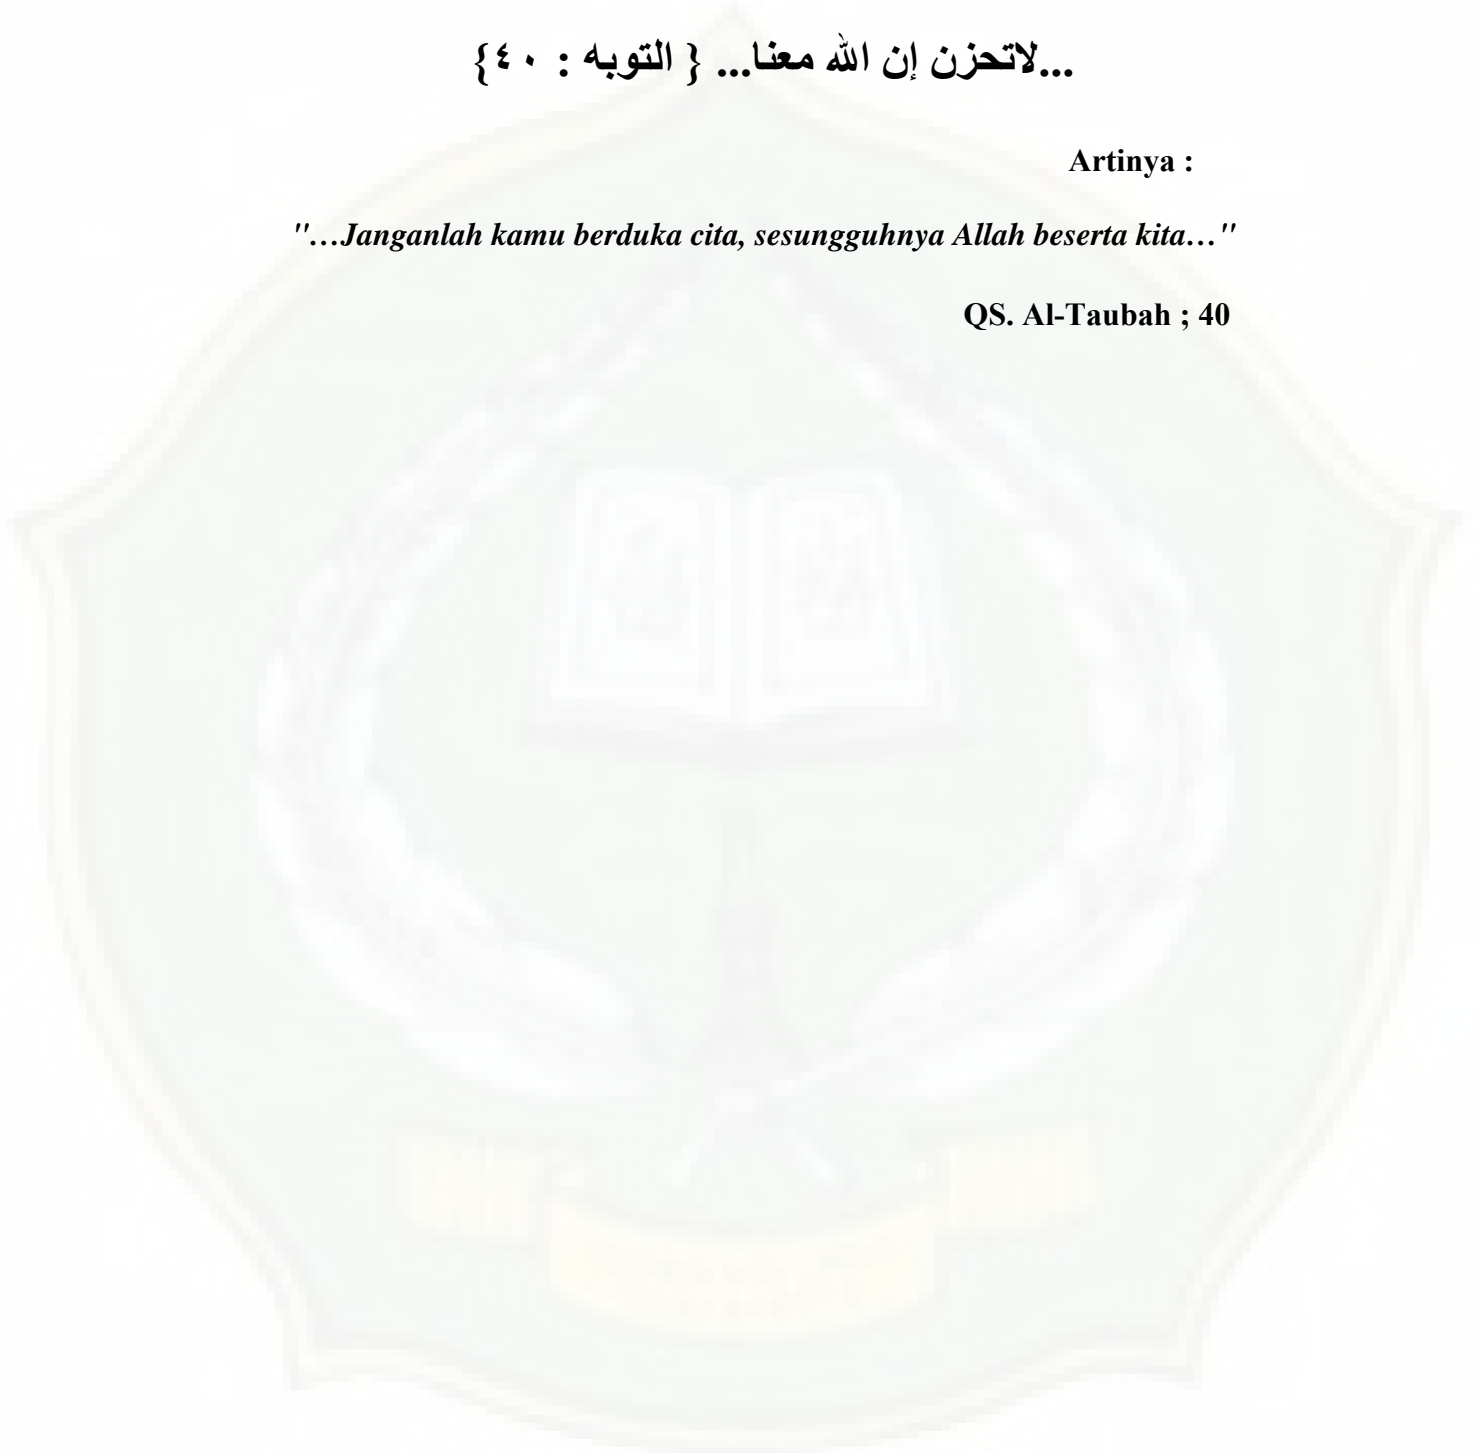 ...لاتحزن إن الله معنا... { التوبه : ٤٠}
Artinya :
"…Janganlah kamu berduka cita, sesungguhnya Allah beserta kita…"
QS. Al-Taubah ; 40